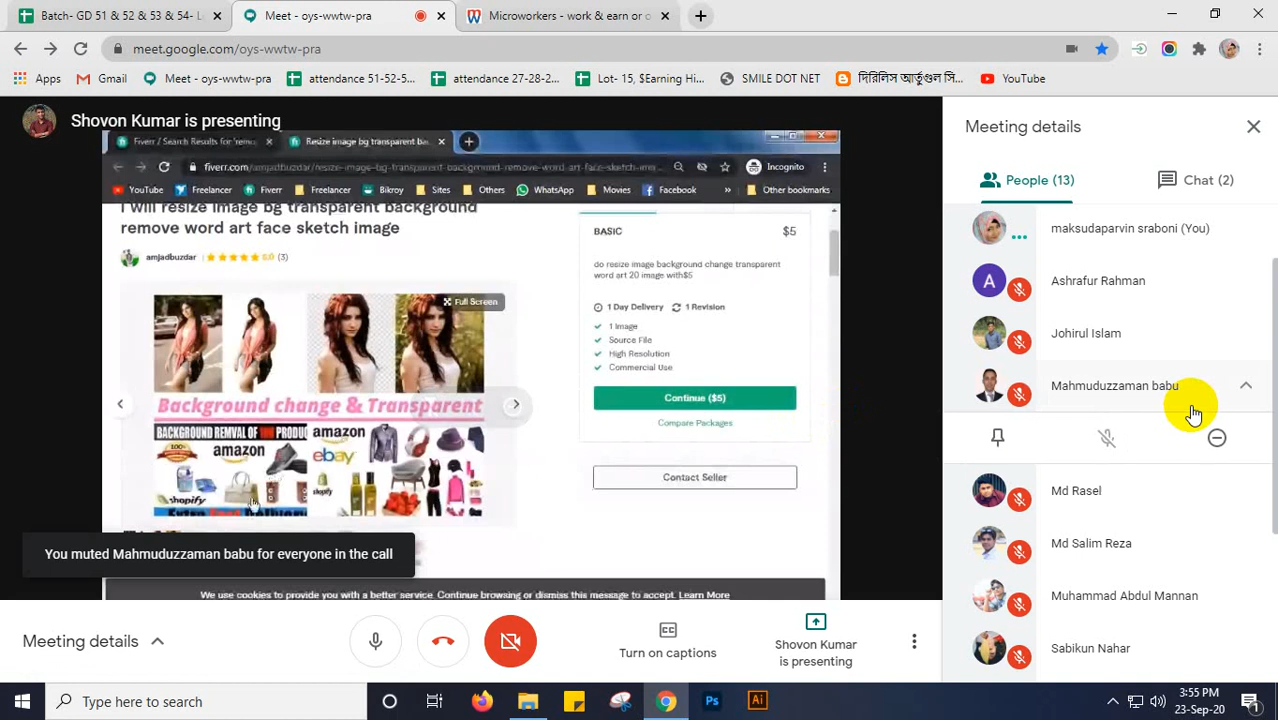 Batch- GD 51 & 52 & 53 & 54- L
Meet - oys-wwtw-pra
Microworkers - work & earn or o
meet.google.com/oys-wwtw-pra
Apps
Gmail
Meet - oys-wwtw-pra
attendance 51-52-5...
attendance 27-28-2...
Lot- 15, $Earning Hi...
SMILE DOT NET
দিরিলিস আর্তুগুল সি...
YouTube
Shovon Kumar is presenting
Fiverr / Search Results for 'remo
Resize image bg transparent ba
fiverr.com/amjadbuzdar/resize-image-bg-transparent-background-remove-word-art-face-sketch-imag...
Incognito
YouTube
Freelancer
Fiverr
Freelancer
Bikroy
Sites
Others
WhatsApp
Movies
Facebook
Other bookmarks
I will resize image bg transparent background
remove word art face sketch image
amjadbuzdar
(3)
Full Screen
Background change & Transparent
BACKGROUND REMVAL OF
PRODU
amazon
amazon
ebay
shopify
shopify
BASIC
$5
do resize image background change transparent
word art 20 image with$5
1 Day Delivery
1 Revision
1 Image
Source File
High Resolution
Commercial Use
Continue ($5)
Compare Packages
Contact Seller
We use cookies to provide you with a better service. Continue browsing or dismiss this message to accept. Learn More
You muted Mahmuduzzaman babu for everyone in the call
Meeting details
People (13)
Chat (2)
maksudaparvin sraboni (You)
A
Ashrafur Rahman
Johirul Islam
Mahmuduzzaman babu
Md Rasel
Md Salim Reza
Muhammad Abdul Mannan
Sabikun Nahar
Meeting details
CC
Turn on captions
Shovon Kumar
is presenting
Type here to search
Ps
Ai
3:55 PM
23-Sep-20
1